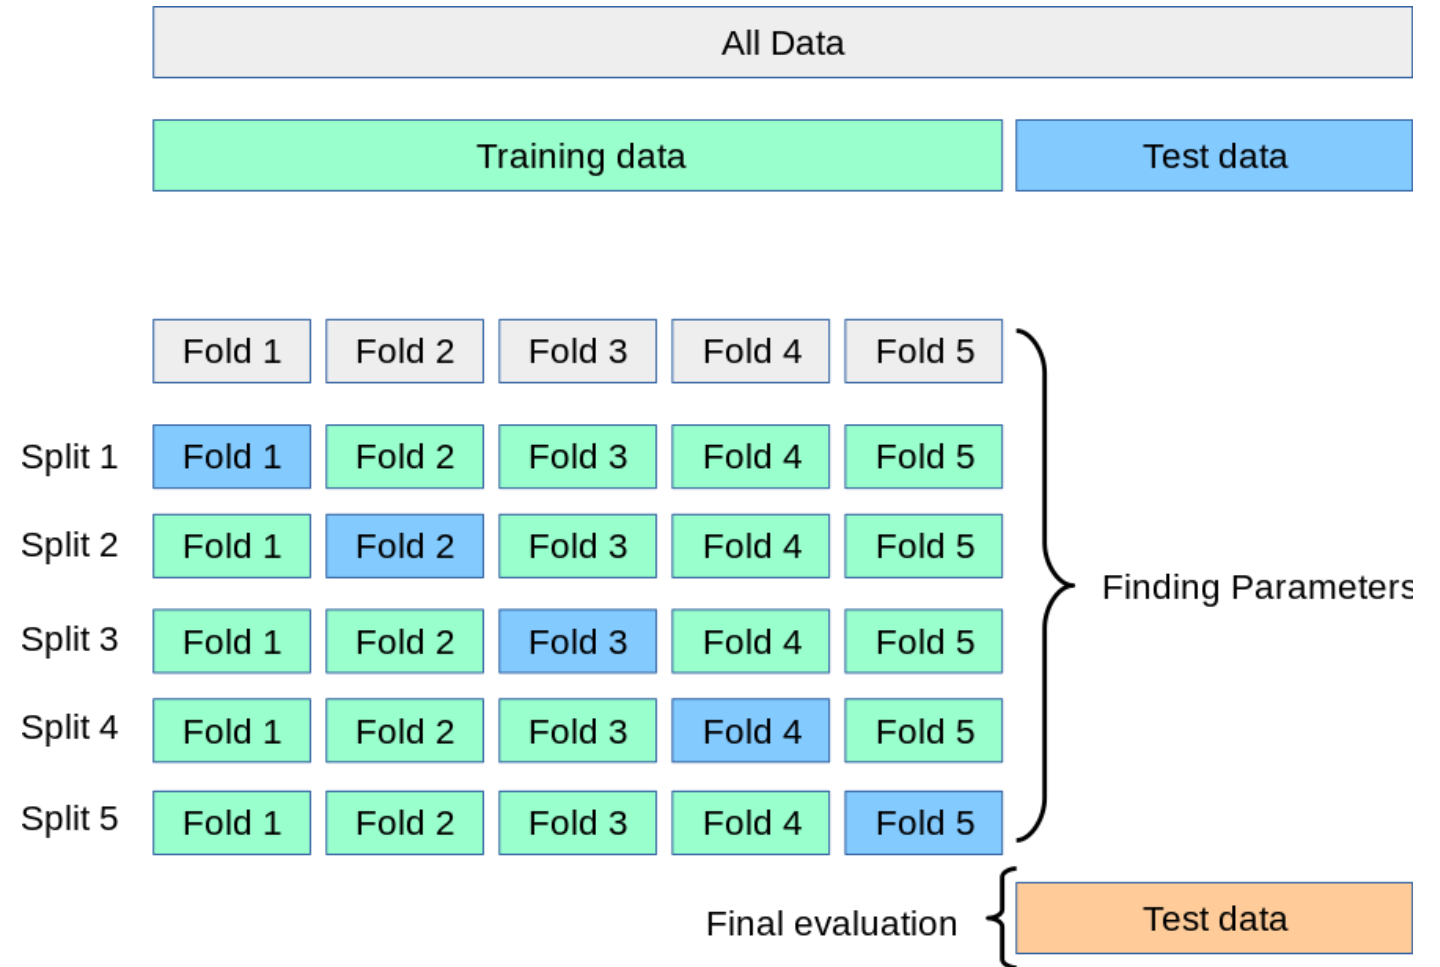 All Data
Training data Test data
Fold 1 Fold 2 Fold 3 Fold 4 Fold 5
Split 1 Fold 1 Fold 2 Fold 3 Fold 4 Fold 5
Split 2 Fold 1 Fold 2 Fold 3 Fold 4 Fold 5
Finding Parameters
Split 3 Fold 1 Fold 2 Fold 3 Fold 4 Fold 5
Split 4 Fold 1 Fold 2 Fold 3 Fold 4 Fold 5
Split 5 Fold 1 Fold 2 Fold 3 Fold 4 Fold 5
Final evaluation Test data